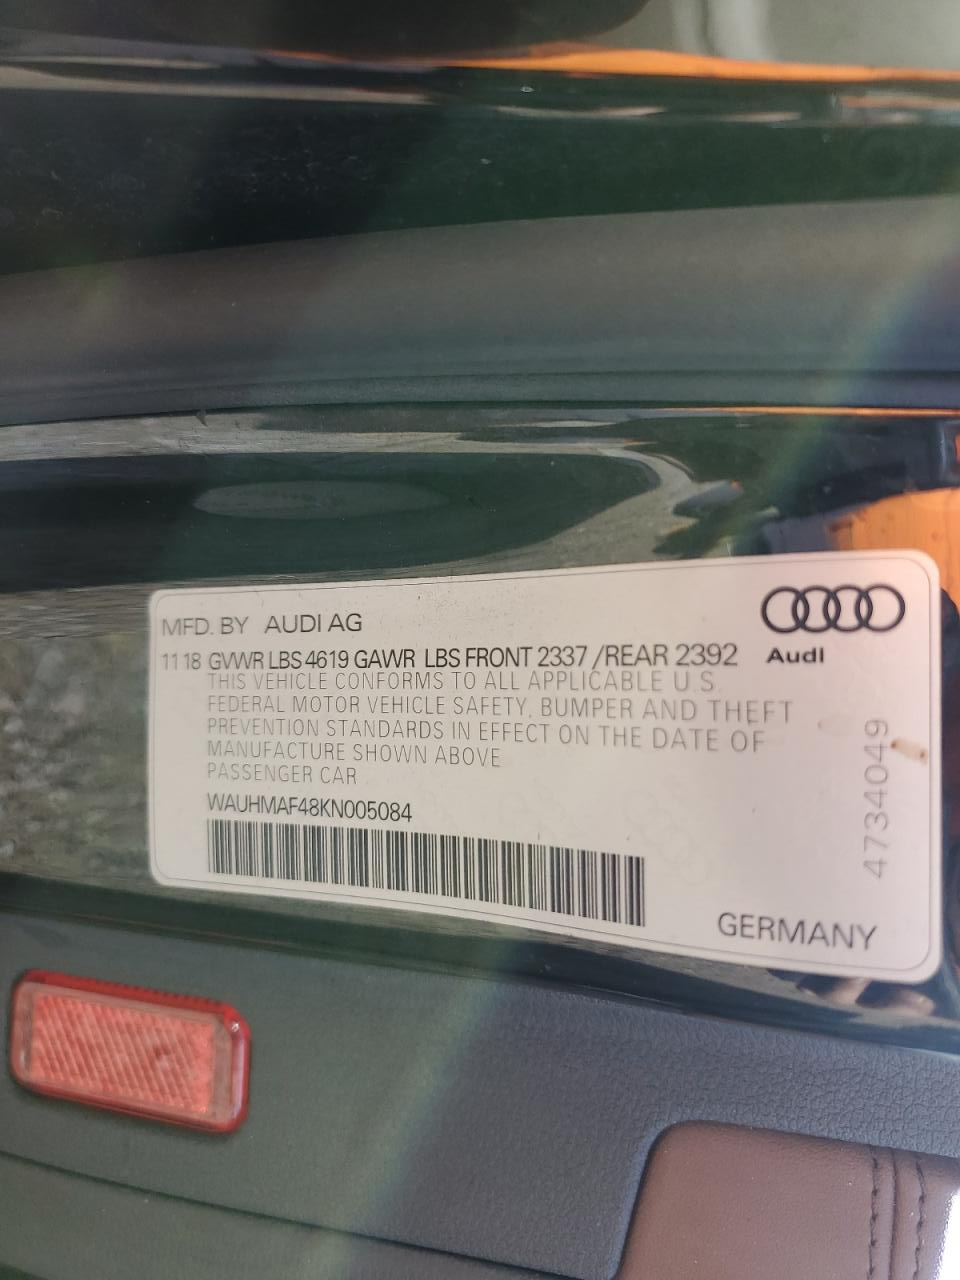 MFD. BY AUDI AG
11 18 GVWR LBS 4619 GAWR LBS FRONT 2337 /REAR 2392
Audi
THIS VEHICLE CONFORMS TO ALL APPLICABLE U.S.
FEDERAL MOTOR VEHICLE SAFETY, BUMPER AND THEFT
PREVENTION STANDARDS IN EFFECT ON THE DATE OF
MANUFACTURE SHOWN ABOVE
PASSENGER CAR
WAUHMAF48KN005084
4734049
GERMANY